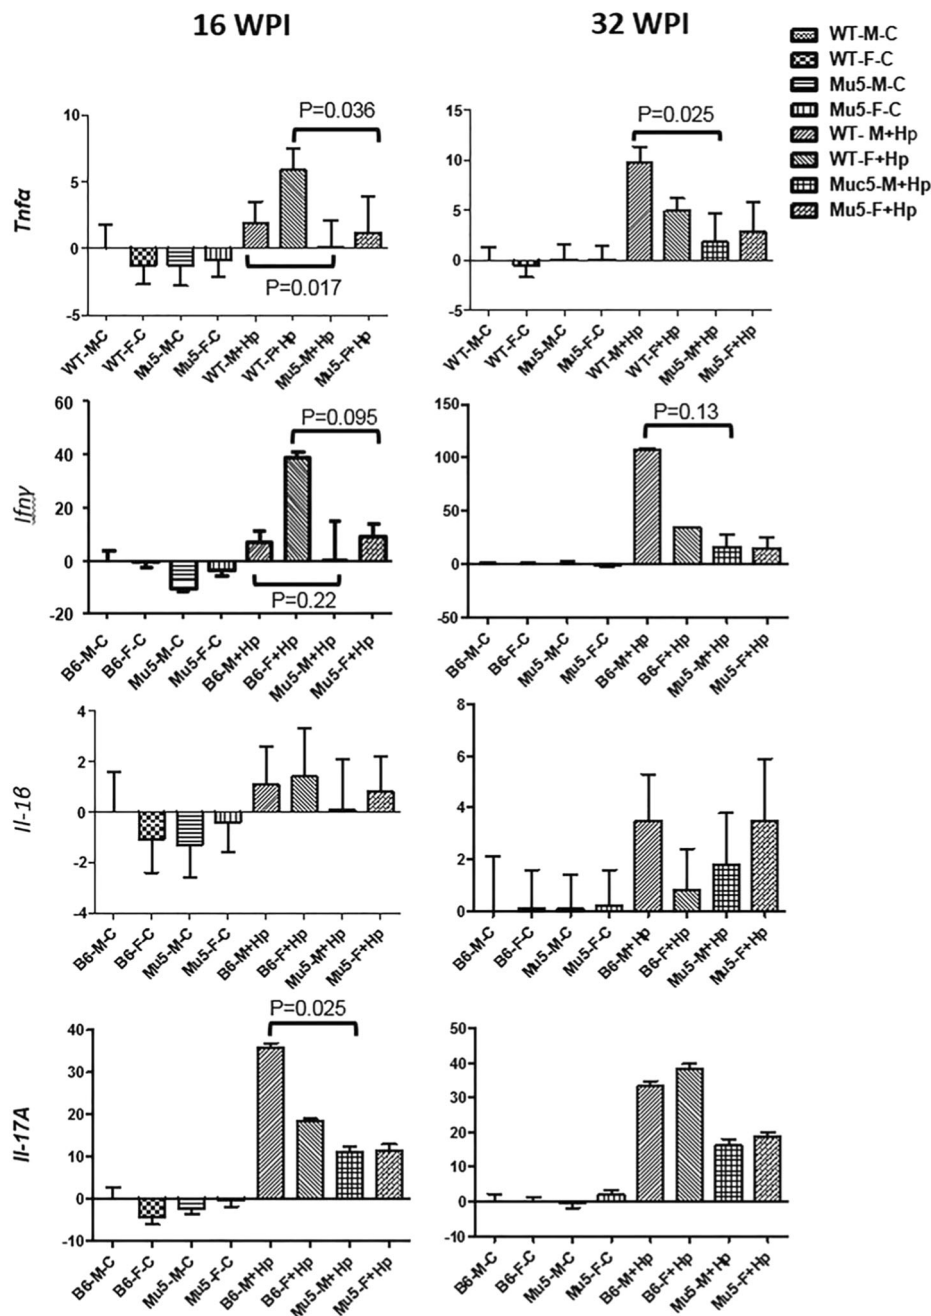 16 WPI
32 WPI
WT-M-C
WT-F-C
Mu5-M-C
Mu5-F-C
WT- M+Hp
WT-F+Hp
Muc5-M+Hp
Mu5-F+Hp
Tnfα
10
5
0
-5
P=0.036
P=0.017
WT-M-C
WT-F-C
Mu5-M-C
Mu5-F-C
WT-M+Hp
WT-F+Hp
Mu5-M+Hp
Mu5-F+Hp
15
10
5
0
-5
P=0.025
WT-M-C
WT-F-C
Mu5-M-C
Mu5-F-C
WT-M+Hp
WT-F+Hp
Mu5-M+Hp
Mu5-F+Hp
Ifnγ
60
40
20
0
-20
P=0.095
P=0.22
B6-M-C
B6-F-C
Mu5-M-C
Mu5-F-C
B6-M+Hp
B6-F+Hp
Mu5-M+Hp
Mu5-F+Hp
150
100
50
0
-50
P=0.13
B6-M-C
B6-F-C
Mu5-M-C
Mu5-F-C
B6-M+Hp
B6-F+Hp
Mu5-M+Hp
Mu5-F+Hp
Il-1β
4
2
0
-2
-4
B6-M-C
B6-F-C
Mu5-M-C
Mu5-F-C
B6-M+Hp
B6-F+Hp
Mu5-M+Hp
Mu5-F+Hp
8
6
4
2
0
B6-M-C
B6-F-C
Mu5-M-C
Mu5-F-C
B6-M+Hp
B6-F+Hp
Mu5-M+Hp
Mu5-F+Hp
Il-17A
40
30
20
10
0
-10
P=0.025
B6-M-C
B6-F-C
Mu5-M-C
Mu5-F-C
B6-M+Hp
B6-F+Hp
Mu5-M+Hp
Mu5-F+Hp
50
40
30
20
10
0
-10
B6-M-C
B6-F-C
Mu5-M-C
Mu5-F-C
B6-M+Hp
B6-F+Hp
Mu5-M+Hp
Mu5-F+Hp